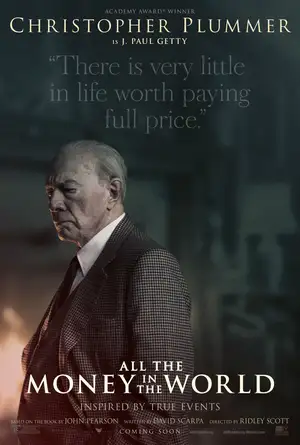 ACADEMY AWARD® WINNER
CHRISTOPHER PLUMMER
IS J. PAUL GETTY
“There is very little
in life worth paying
full price.”
ALL THE
MONEY IN THE WORLD
INSPIRED BY TRUE EVENTS
BASED ON THE BOOK BY JOHN PEARSON WRITTEN BY DAVID SCARPA DIRECTED BY RIDLEY SCOTT
COMING SOON